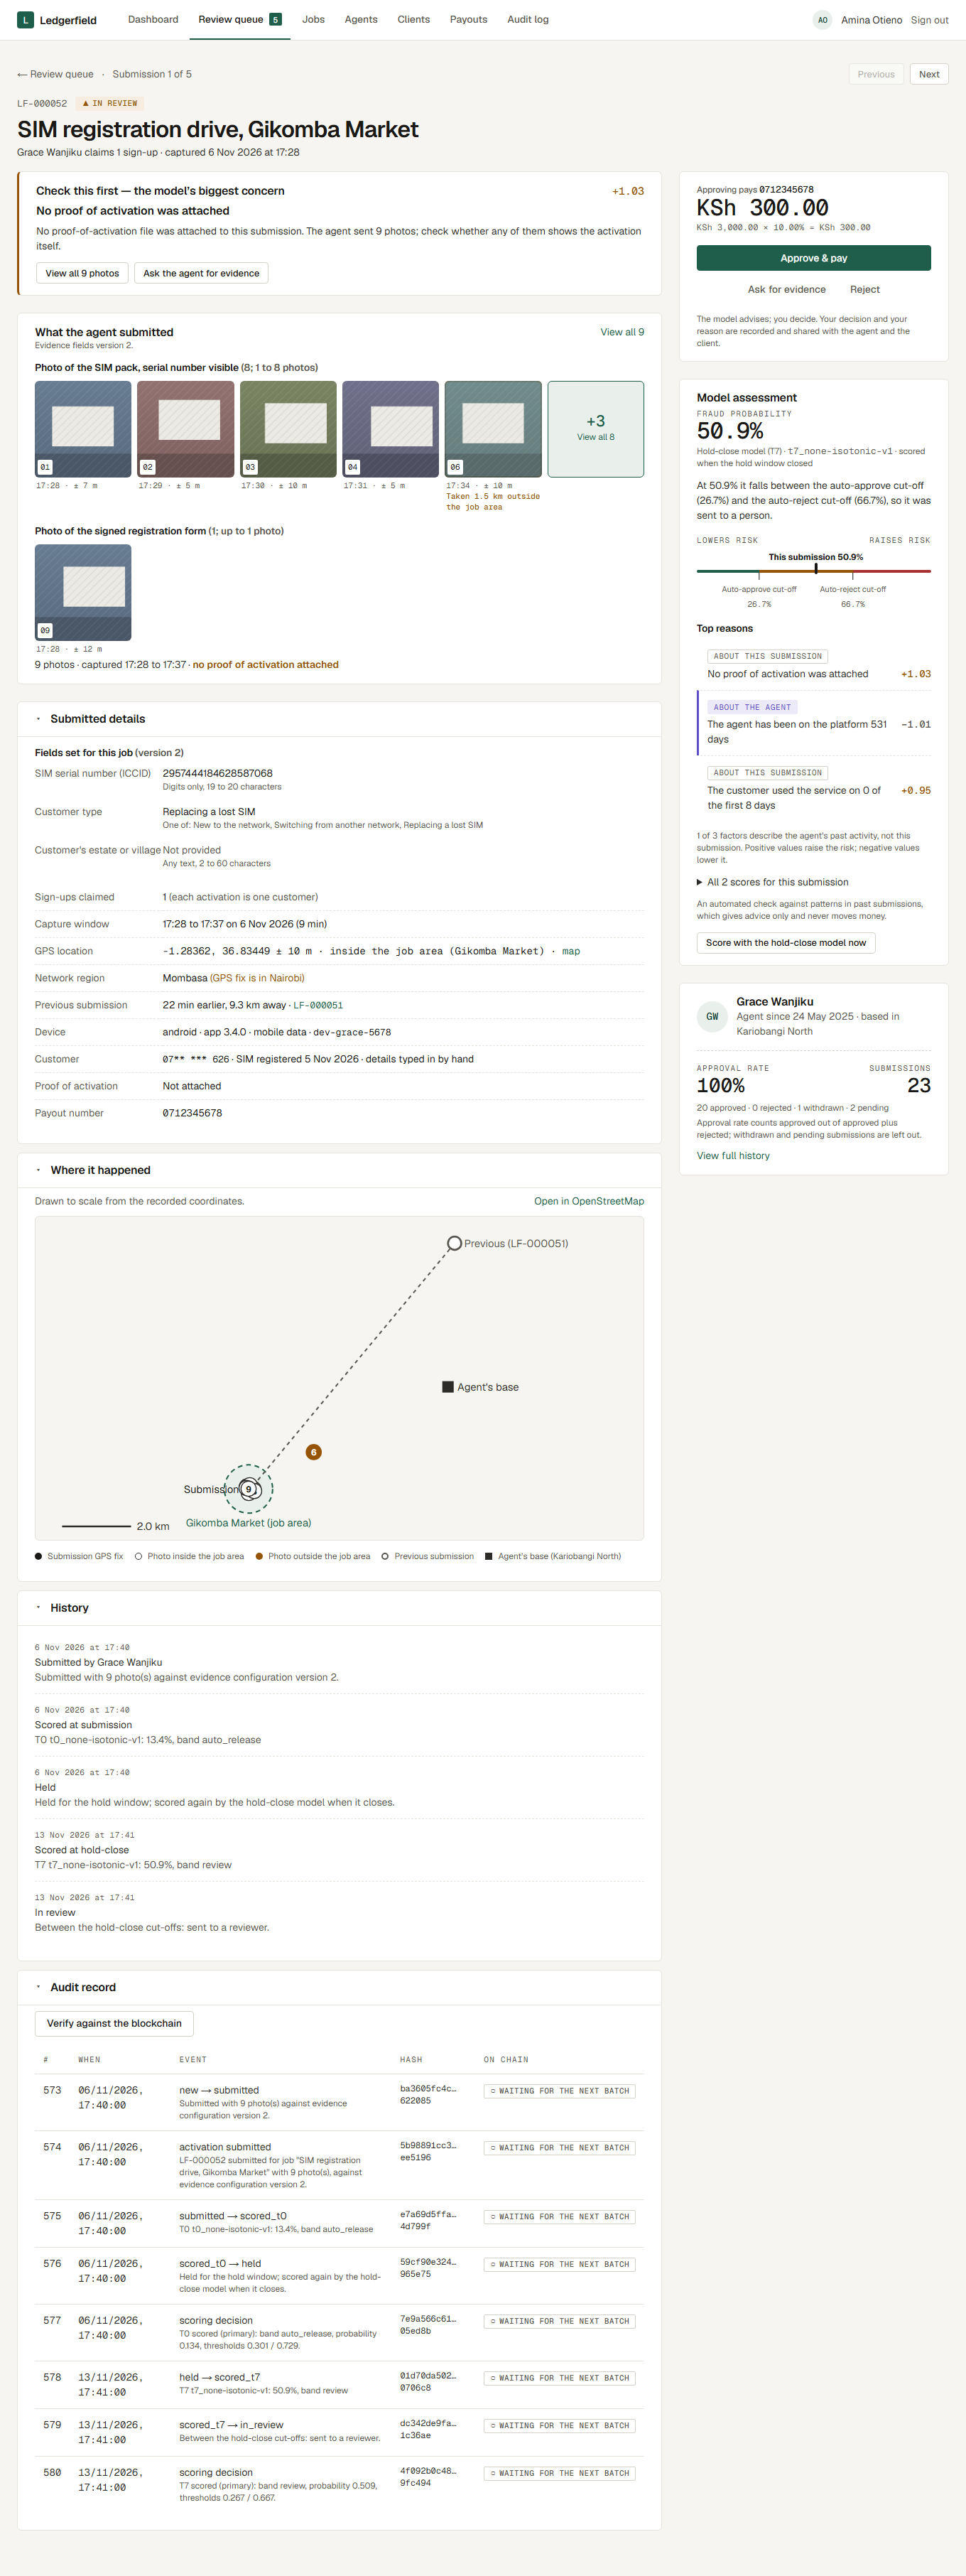 L Ledgerfield Dashboard Review queue 5 Jobs Agents Clients Payouts Audit log AO Amina Otieno Sign out
← Review queue · Submission 1 of 5 Previous Next
LF-000052 ▲ IN REVIEW
SIM registration drive, Gikomba Market
Grace Wanjiku claims 1 sign-up · captured 6 Nov 2026 at 17:28
Check this first — the model's biggest concern +1.03
No proof of activation was attached
No proof-of-activation file was attached to this submission. The agent sent 9 photos; check whether any of them shows the activation
itself.
View all 9 photos Ask the agent for evidence
What the agent submitted View all 9
Evidence fields version 2.
Photo of the SIM pack, serial number visible (8; 1 to 8 photos)
01 02 03 04 06 +3
View all 8
17:28 · ± 7 m 17:29 · ± 5 m 17:30 · ± 10 m 17:31 · ± 5 m 17:34 · ± 10 m
Taken 1.5 km outside
the job area
Photo of the signed registration form (1; up to 1 photo)
09
17:28 · ± 12 m
9 photos · captured 17:28 to 17:37 · no proof of activation attached
Submitted details
Fields set for this job (version 2)
SIM serial number (ICCID) 2957444184628587068
Digits only, 19 to 20 characters
Customer type Replacing a lost SIM
One of: New to the network, Switching from another network, Replacing a lost SIM
Customer's estate or village Not provided
Any text, 2 to 60 characters
Sign-ups claimed 1 (each activation is one customer)
Capture window 17:28 to 17:37 on 6 Nov 2026 (9 min)
GPS location -1.28362, 36.83449 ± 10 m · inside the job area (Gikomba Market) · map
Network region Mombasa (GPS fix is in Nairobi)
Previous submission 22 min earlier, 9.3 km away · LF-000051
Device android · app 3.4.0 · mobile data · dev-grace-5678
Customer 07** *** 626 · SIM registered 5 Nov 2026 · details typed in by hand
Proof of activation Not attached
Payout number 0712345678
Where it happened
Drawn to scale from the recorded coordinates. Open in OpenStreetMap
Previous (LF-000051)
Agent's base
6
Submission 9
Gikomba Market (job area)
2.0 km
Submission GPS fix Photo inside the job area Photo outside the job area Previous submission Agent's base (Kariobangi North)
History
6 Nov 2026 at 17:40
Submitted by Grace Wanjiku
Submitted with 9 photo(s) against evidence configuration version 2.
6 Nov 2026 at 17:40
Scored at submission
T0 t0_none-isotonic-v1: 13.4%, band auto_release
6 Nov 2026 at 17:40
Held
Held for the hold window; scored again by the hold-close model when it closes.
13 Nov 2026 at 17:41
Scored at hold-close
T7 t7_none-isotonic-v1: 50.9%, band review
13 Nov 2026 at 17:41
In review
Between the hold-close cut-offs: sent to a reviewer.
Audit record
Verify against the blockchain
# WHEN EVENT HASH ON CHAIN
573 06/11/2026, new → submitted ba3605fc4c… WAITING FOR THE NEXT BATCH
17:40:00 Submitted with 9 photo(s) against evidence 622085
configuration version 2.
574 06/11/2026, activation submitted 5b98891cc3… WAITING FOR THE NEXT BATCH
17:40:00 LF-000052 submitted for job "SIM registration ee5196
drive, Gikomba Market" with 9 photo(s), against
evidence configuration version 2.
575 06/11/2026, submitted → scored_t0 e7a69d5ffa… WAITING FOR THE NEXT BATCH
17:40:00 T0 t0_none-isotonic-v1: 13.4%, band auto_release 4d799f
576 06/11/2026, scored_t0 → held 59cf90e324… WAITING FOR THE NEXT BATCH
17:40:00 Held for the hold window; scored again by the hold- 965e75
close model when it closes.
577 06/11/2026, scoring decision 7e9a566c61… WAITING FOR THE NEXT BATCH
17:40:00 T0 scored (primary): band auto_release, probability 05ed8b
0.134, thresholds 0.301 / 0.729.
578 13/11/2026, held → scored_t7 01d70da502… WAITING FOR THE NEXT BATCH
17:41:00 T7 t7_none-isotonic-v1: 50.9%, band review 0706c8
579 13/11/2026, scored_t7 → in_review dc342de9fa… WAITING FOR THE NEXT BATCH
17:41:00 Between the hold-close cut-offs: sent to a reviewer. 1c36ae
580 13/11/2026, scoring decision 4f092b0c48… WAITING FOR THE NEXT BATCH
17:41:00 T7 scored (primary): band review, probability 0.509, 9fc494
thresholds 0.267 / 0.667.
Approving pays 0712345678
KSh 300.00
KSh 3,000.00 × 10.00% = KSh 300.00
Approve & pay
Ask for evidence Reject
The model advises; you decide. Your decision and your
reason are recorded and shared with the agent and the
client.
Model assessment
FRAUD PROBABILITY
50.9%
Hold-close model (T7) · t7_none-isotonic-v1 · scored
when the hold window closed
At 50.9% it falls between the auto-approve cut-off
(26.7%) and the auto-reject cut-off (66.7%), so it was
sent to a person.
LOWERS RISK RAISES RISK
This submission 50.9%
Auto-approve cut-off Auto-reject cut-off
26.7% 66.7%
Top reasons
ABOUT THIS SUBMISSION
No proof of activation was attached +1.03
ABOUT THE AGENT
The agent has been on the platform 531 −1.01
days
ABOUT THIS SUBMISSION
The customer used the service on 0 of +0.95
the first 8 days
1 of 3 factors describe the agent's past activity, not this
submission. Positive values raise the risk; negative values
lower it.
▶ All 2 scores for this submission
An automated check against patterns in past submissions,
which gives advice only and never moves money.
Score with the hold-close model now
GW Grace Wanjiku
Agent since 24 May 2025 · based in
Kariobangi North
APPROVAL RATE SUBMISSIONS
100% 23
20 approved · 0 rejected · 1 withdrawn · 2 pending
Approval rate counts approved out of approved plus
rejected; withdrawn and pending submissions are left out.
View full history